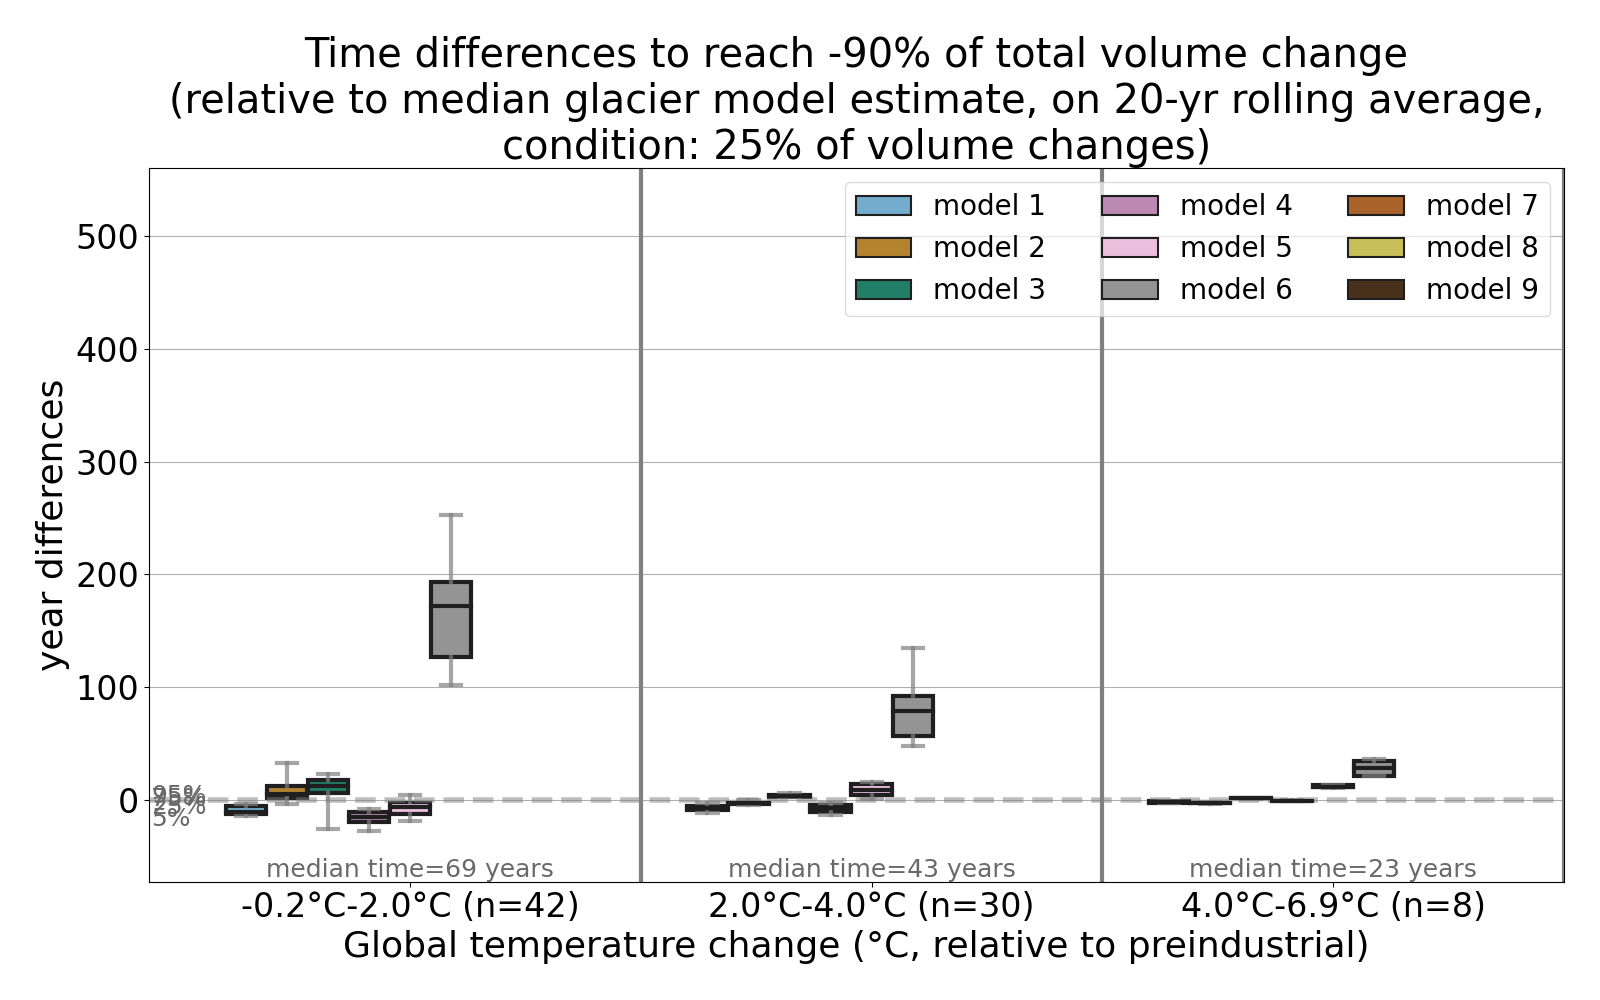 Time differences to reach -90% of total volume change
(relative to median glacier model estimate, on 20-yr rolling average,
condition: 25% of volume changes)
model 1
model 2
model 3
model 4
model 5
model 6
model 7
model 8
model 9
500
400
300
200
100
0
year differences
95%
5%
median time=69 years
median time=43 years
median time=23 years
-0.2°C-2.0°C (n=42)
2.0°C-4.0°C (n=30)
4.0°C-6.9°C (n=8)
Global temperature change (°C, relative to preindustrial)